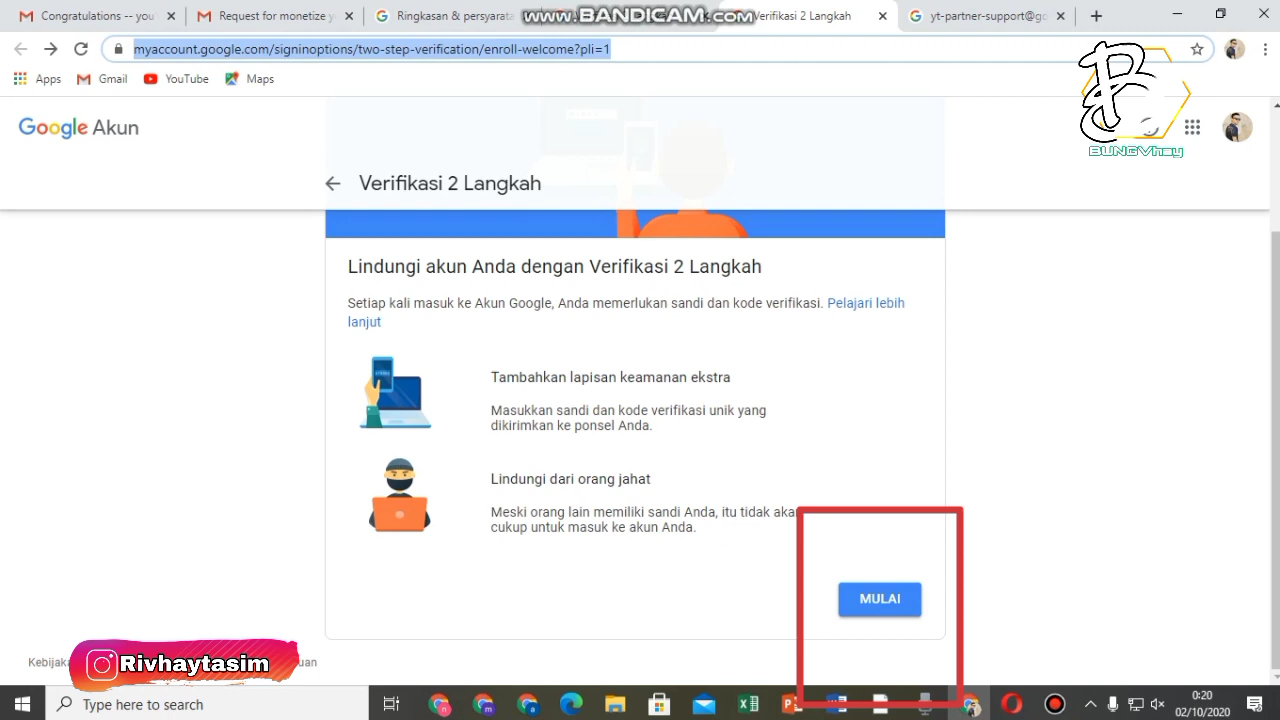 Congratulations -- you
Request for monetize y
Ringkasan & persyarata
www.BANDICAM.com
Verifikasi 2 Langkah
yt-partner-support@go
myaccount.google.com/signinoptions/two-step-verification/enroll-welcome?pli=1
Apps
Gmail
YouTube
Maps
Google Akun
BUNGVhay
Verifikasi 2 Langkah
Lindungi akun Anda dengan Verifikasi 2 Langkah
Setiap kali masuk ke Akun Google, Anda memerlukan sandi dan kode verifikasi. Pelajari lebih
lanjut
Tambahkan lapisan keamanan ekstra
Masukkan sandi dan kode verifikasi unik yang
dikirimkan ke ponsel Anda.
Lindungi dari orang jahat
Meski orang lain memiliki sandi Anda, itu tidak akan
cukup untuk masuk ke akun Anda.
MULAI
Rivhaytasim
Type here to search
0:20
02/10/2020